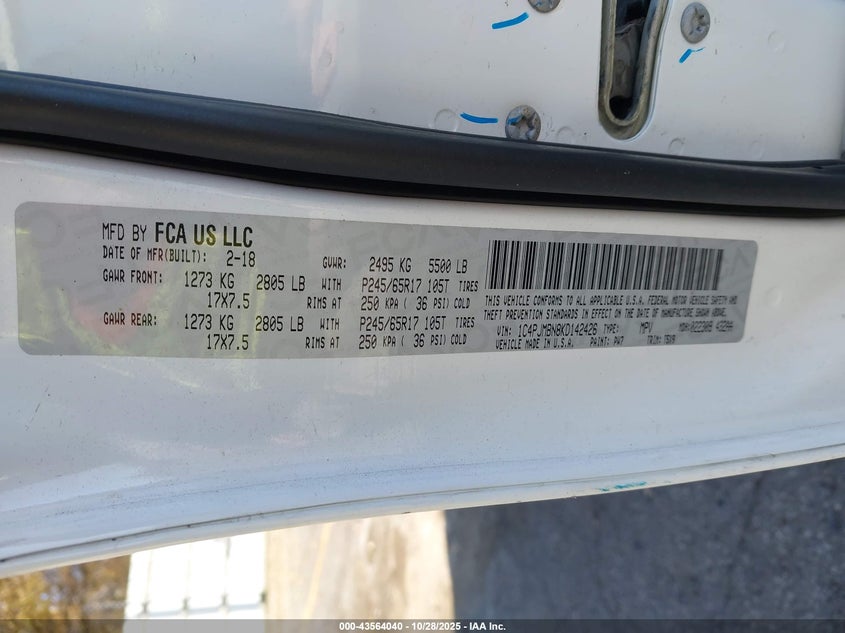 MFD BY FCA US LLC
DATE OF MFR(BUILT): 2-18 GVWR: 2495 KG 5500 LB
GAWR FRONT: 1273 KG 2805 LB WITH P245/65R17 105T TIRES
17X7.5 RIMS AT 250 KPA ( 36 PSI) COLD
GAWR REAR: 1273 KG 2805 LB WITH P245/65R17 105T TIRES
17X7.5 RIMS AT 250 KPA ( 36 PSI) COLD
THIS VEHICLE CONFORMS TO ALL APPLICABLE U.S.A. FEDERAL MOTOR VEHICLE SAFETY AND
THEFT PREVENTION STANDARDS IN EFFECT ON THE DATE OF MANUFACTURE SHOWN ABOVE.
VIN: 1C4PJMBN8KD142426 TYPE: MPV MDH: 022308 432AA
VEHICLE MADE IN U.S.A. PAINT: PW7 TRIM: T5X9
000-43564040 | 10/28/2025 | IAA Inc.